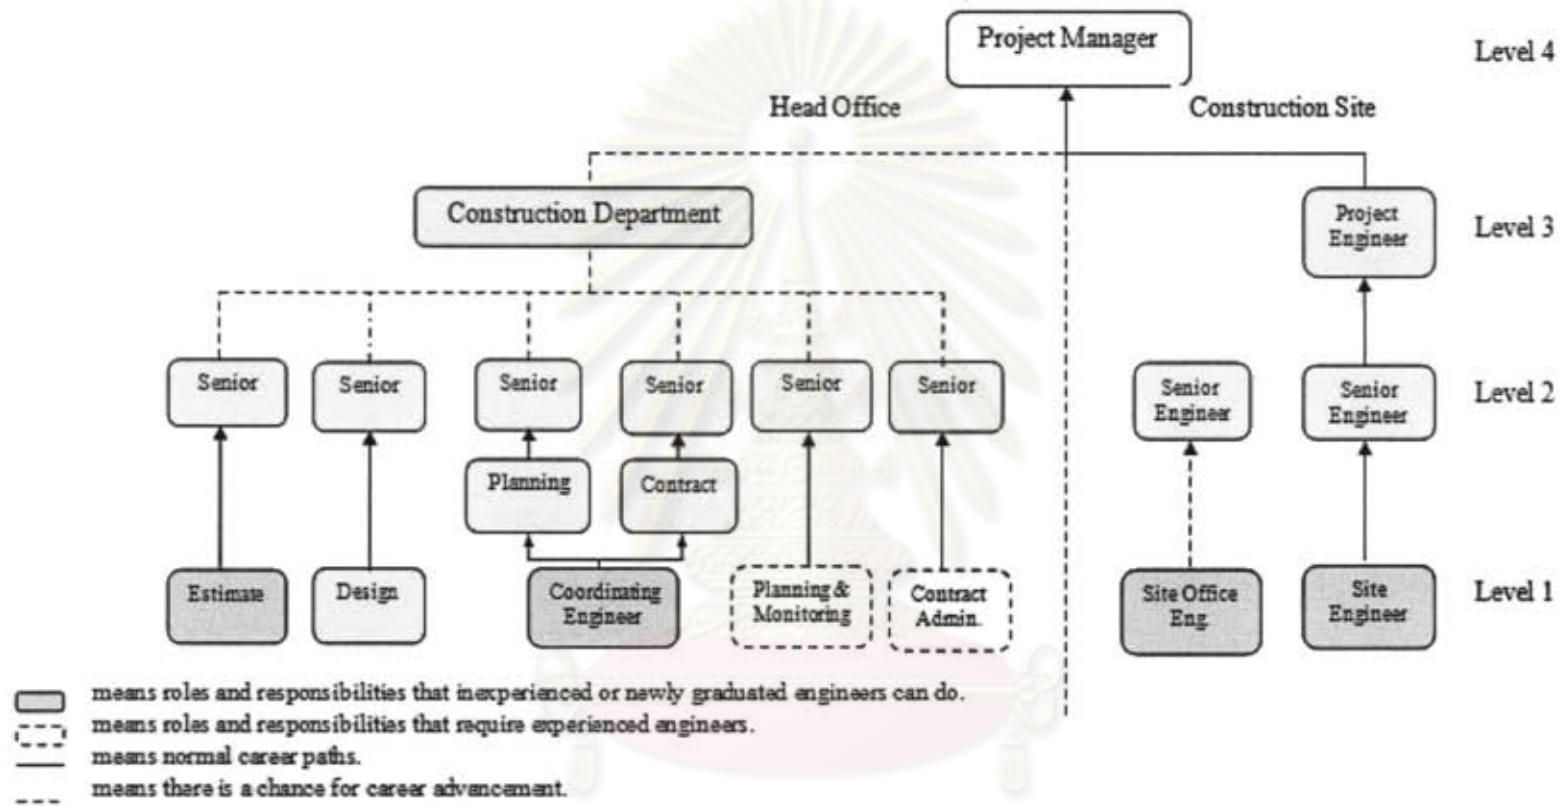 Project Manager
Level 4
Head Office
Construction Site
Construction Department
Project
Engineer
Level 3
Senior
Senior
Senior
Senior
Senior
Senior
Senior
Engineer
Senior
Engineer
Level 2
Planning
Contract
Estimate
Design
Coordinating
Engineer
Planning &
Monitoring
Contract
Admin.
Site Office
Eng.
Site
Engineer
Level 1
means roles and responsibilities that inexperienced or newly graduated engineers can do.
means roles and responsibilities that require experienced engineers.
means normal career paths.
means there is a chance for career advancement.